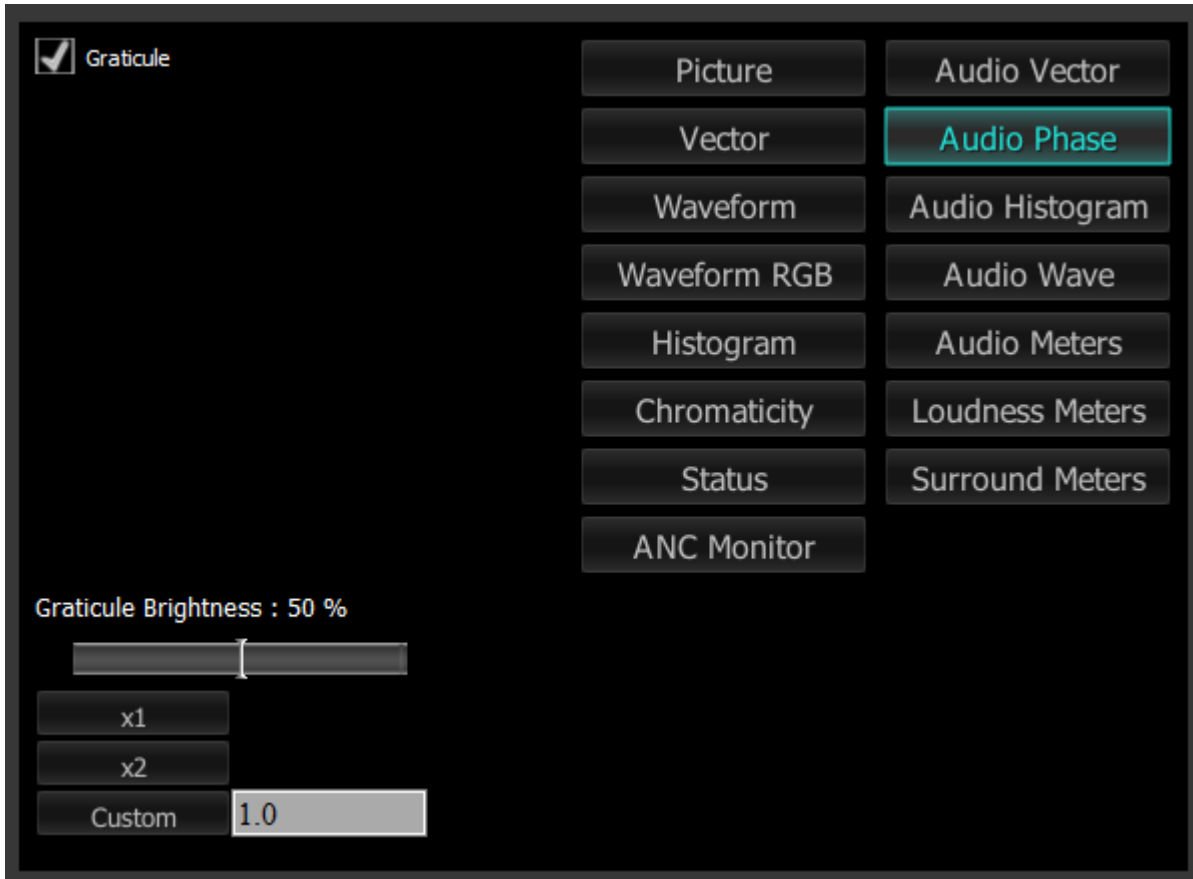 Graticule
Picture
Audio Vector
Vector
Audio Phase
Waveform
Audio Histogram
Waveform RGB
Audio Wave
Histogram
Audio Meters
Chromaticity
Loudness Meters
Status
Surround Meters
ANC Monitor
Graticule Brightness : 50 %
x1
x2
Custom
1.0